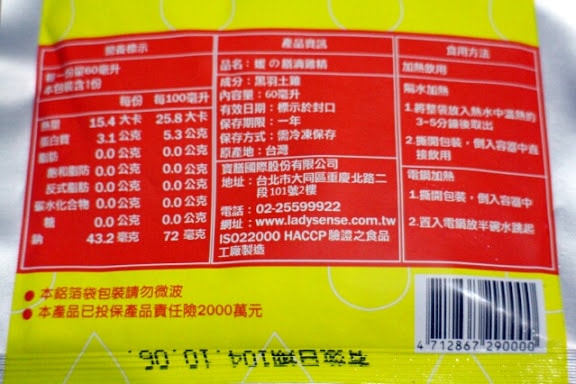 營養標示
每一份量60毫升
本包裝含1份
每份 每100毫升
熱量 15.4 大卡 25.8 大卡
蛋白質 3.1 公克 5.3 公克
脂肪 0.0 公克 0.0 公克
飽和脂肪 0.0 公克 0.0 公克
反式脂肪 0.0 公克 0.0 公克
碳水化合物 0.0 公克 0.0 公克
糖 0.0 公克 0.0 公克
鈉 43.2 毫克 72 毫克
產品資訊
品名：媛の膳滴雞精
成分：黑羽土雞
內容量：60毫升
有效日期：標示於封口
保存期限：一年
保存方式：需冷凍保存
原產地：台灣
寶膳國際股份有限公司
地址：台北市大同區重慶北路二
段101號2樓
電話：02-25599922
網址：www.ladysense.com.tw
ISO22000 HACCP 驗證之食品
工廠製造
食用方法
加熱飲用
隔水加熱
1.將整袋放入熱水中溫熱約
3-5分鐘後取出
2.撕開包裝，倒入容器中直
接飲用
電鍋加熱
1.撕開包裝，倒入容器中
2.置入電鍋放半碗水跳起
●本鋁箔袋包裝請勿微波
●本產品已投保產品責任險2000萬元
4 712867 290000
有效日期104.10.06.